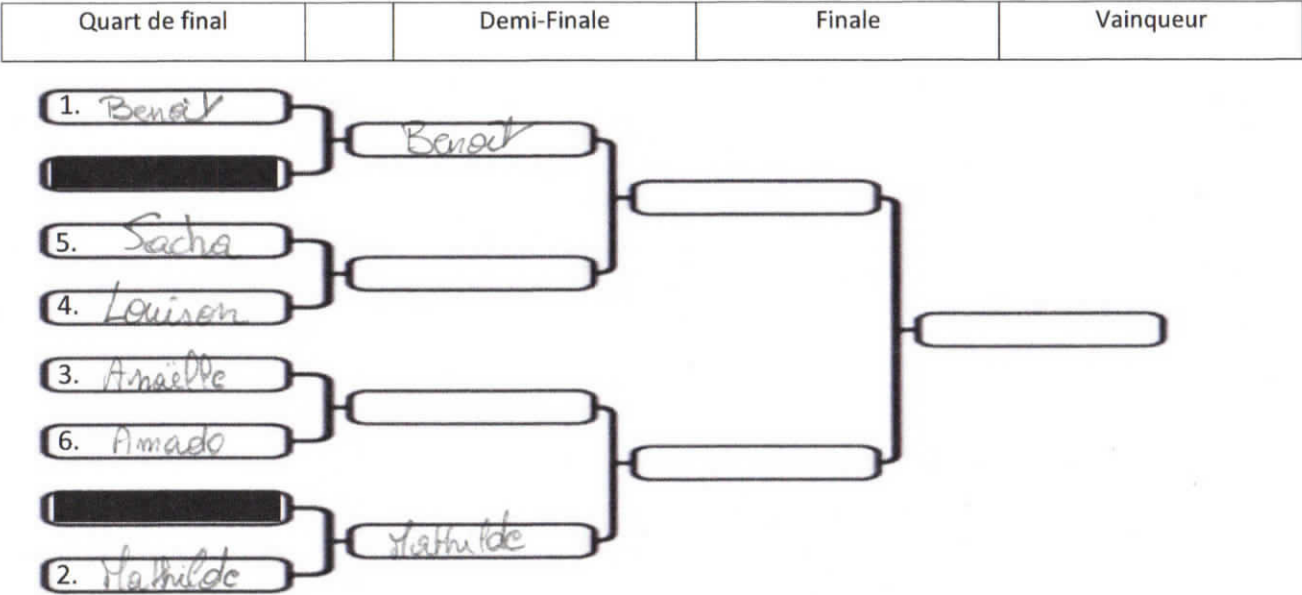 Quart de final Demi-Finale Finale Vainqueur
1. Benoit
Benoit
5. Sacha
4. Louison
3. Anaëlle
6. Amado
Mathilde
2. Mathilde